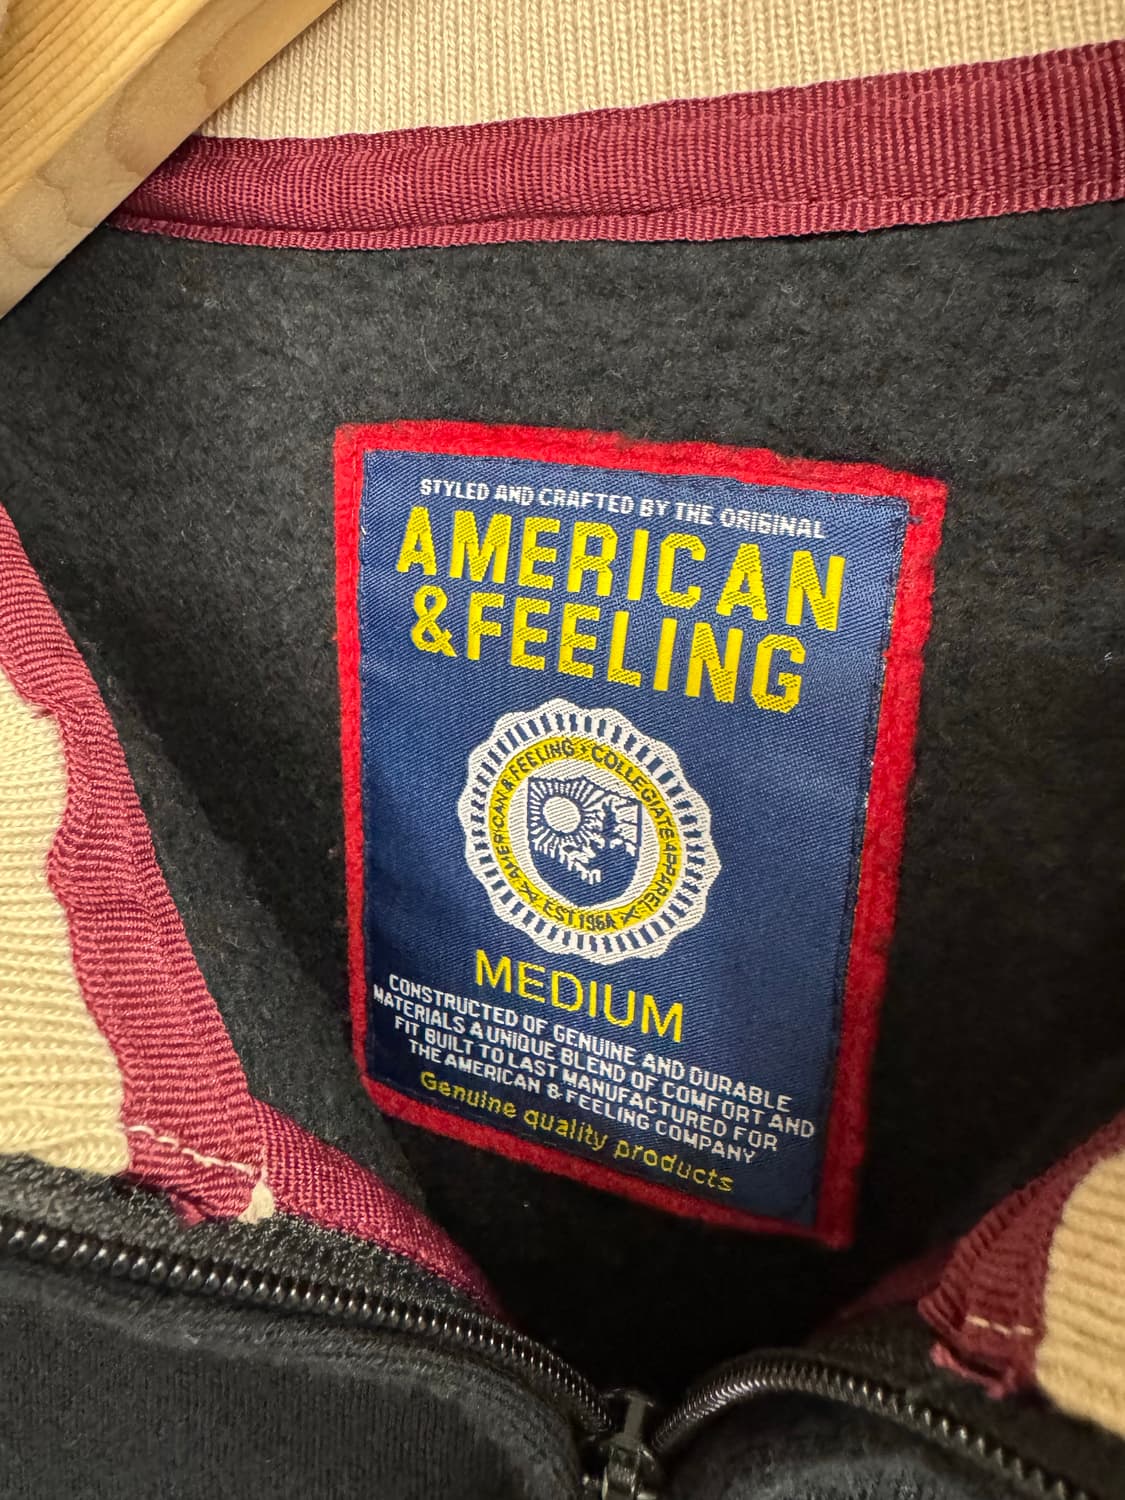 STYLED AND CRAFTED BY THE ORIGINAL
AMERICAN
&FEELING
AMERICAN & FEELING • COLLEGIATE APPAREL
EST 196A
MEDIUM
CONSTRUCTED OF GENUINE AND DURABLE
MATERIALS A UNIQUE BLEND OF COMFORT AND
FIT BUILT TO LAST MANUFACTURED FOR
THE AMERICAN & FEELING COMPANY
Genuine quality products